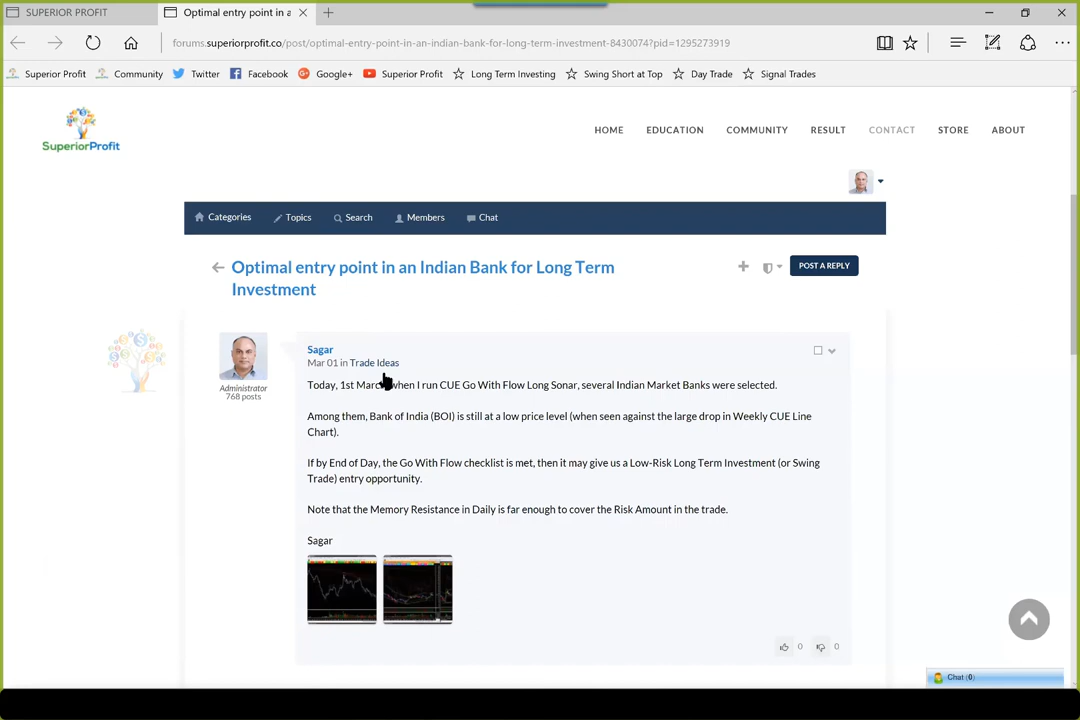 SUPERIOR PROFIT
Optimal entry point in a
forums.superiorprofit.co/post/optimal-entry-point-in-an-indian-bank-for-long-term-investment-8430074?pid=1295273919
Superior Profit Community Twitter Facebook Google+ Superior Profit Long Term Investing Swing Short at Top Day Trade Signal Trades
SuperiorProfit
HOME EDUCATION COMMUNITY RESULT CONTACT STORE ABOUT
Categories Topics Search Members Chat
Optimal entry point in an Indian Bank for Long Term
Investment
POST A REPLY
Sagar
Mar 01 in Trade Ideas
Administrator
768 posts
Today, 1st March when I run CUE Go With Flow Long Sonar, several Indian Market Banks were selected.
Among them, Bank of India (BOI) is still at a low price level (when seen against the large drop in Weekly CUE Line
Chart).
If by End of Day, the Go With Flow checklist is met, then it may give us a Low-Risk Long Term Investment (or Swing
Trade) entry opportunity.
Note that the Memory Resistance in Daily is far enough to cover the Risk Amount in the trade.
Sagar
0 0
Chat (0)